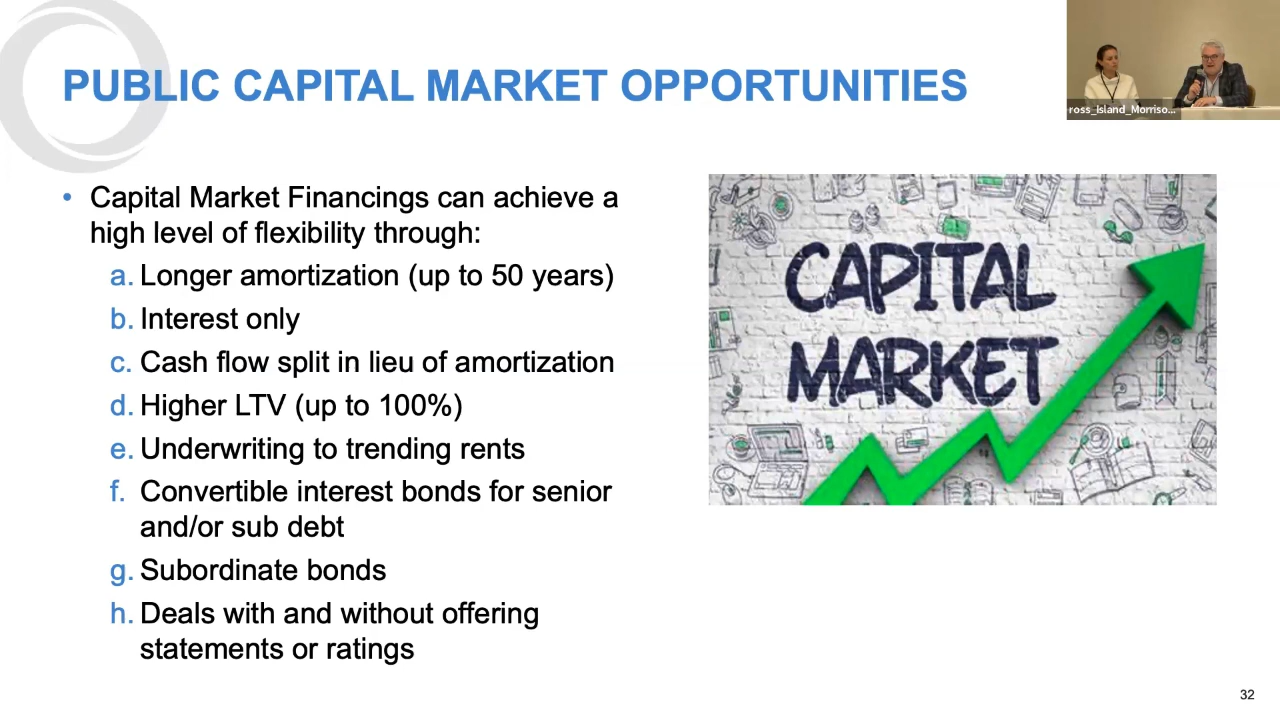 PUBLIC CAPITAL MARKET OPPORTUNITIES
ross_Island_Morriso...
• Capital Market Financings can achieve a
high level of flexibility through:
a. Longer amortization (up to 50 years)
b. Interest only
c. Cash flow split in lieu of amortization
d. Higher LTV (up to 100%)
e. Underwriting to trending rents
f. Convertible interest bonds for senior
and/or sub debt
g. Subordinate bonds
h. Deals with and without offering
statements or ratings
CAPITAL
MARKET
32